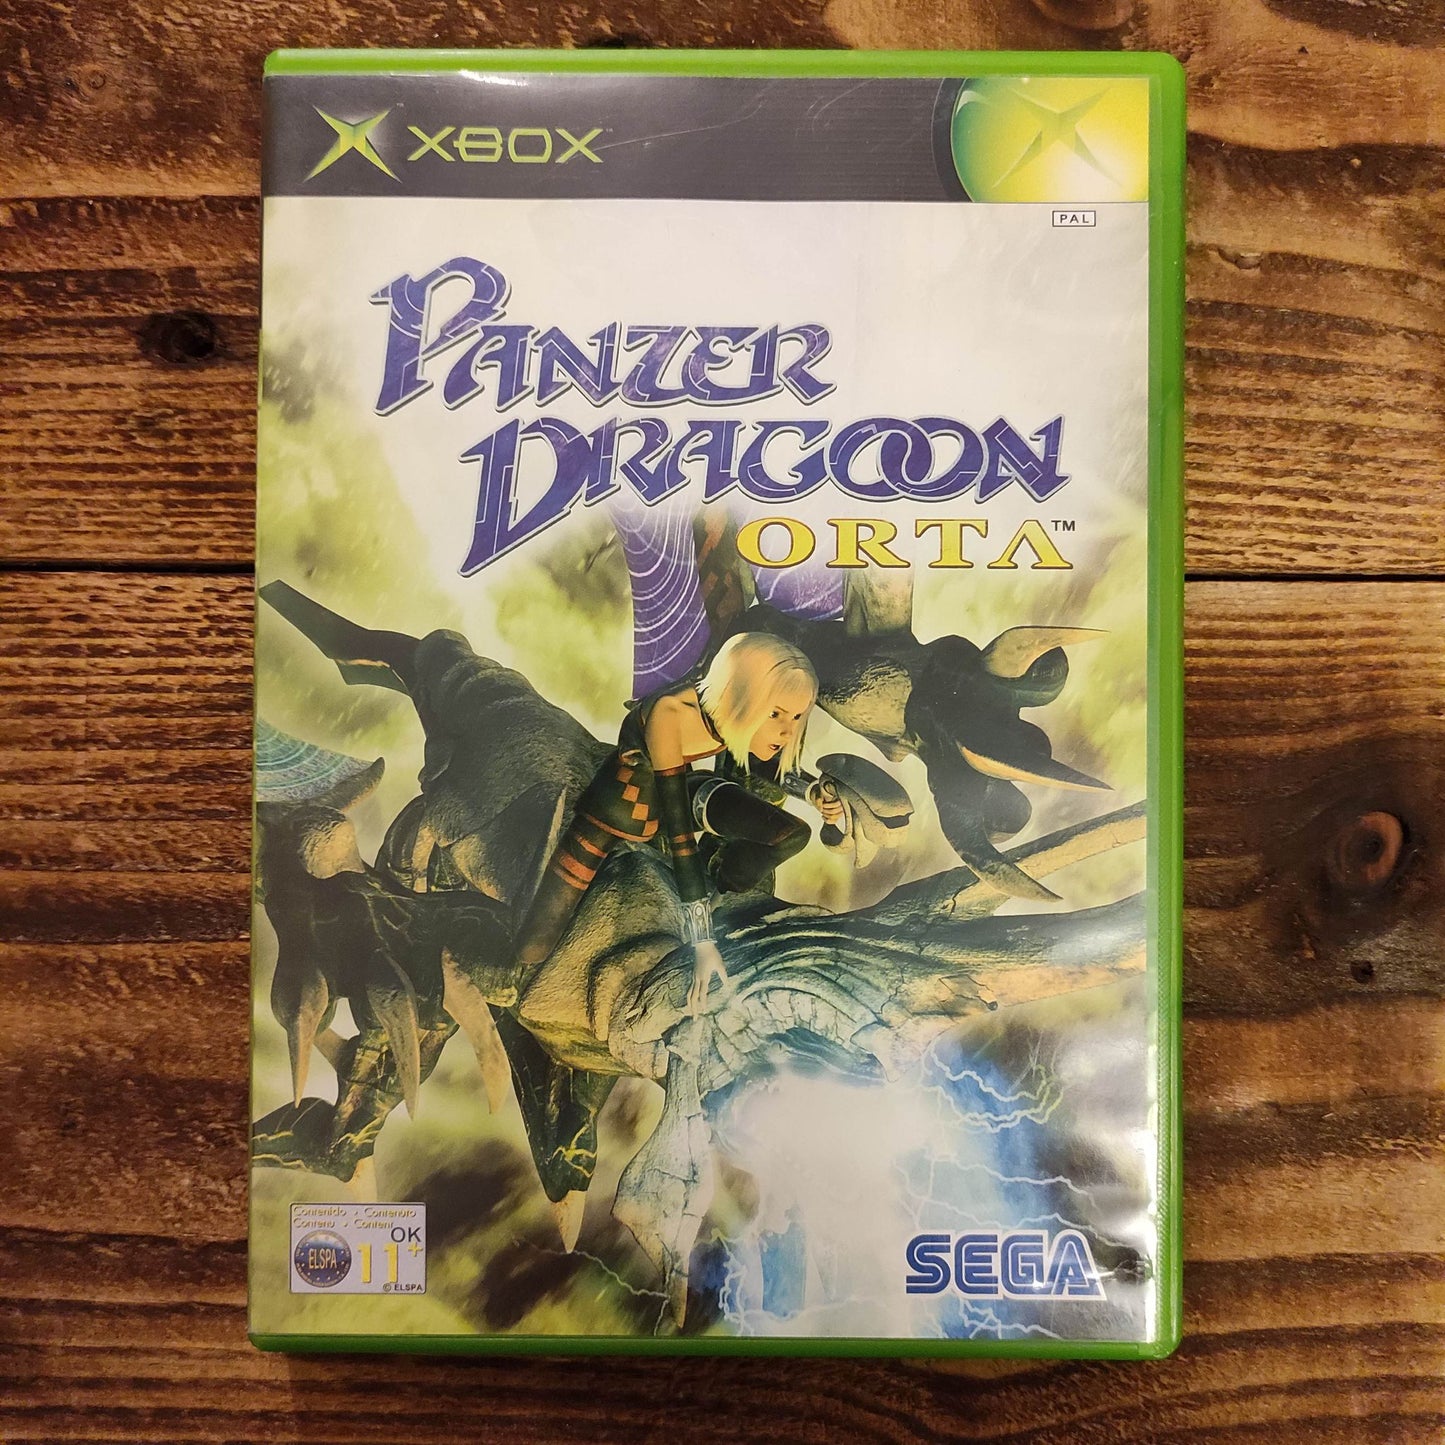 XBOX
PAL
PANZER
DRAGOON
ORTA™
Contenido · Contenuto
Contenu · Content
OK
ELSPA
11+
© ELSPA
SEGA